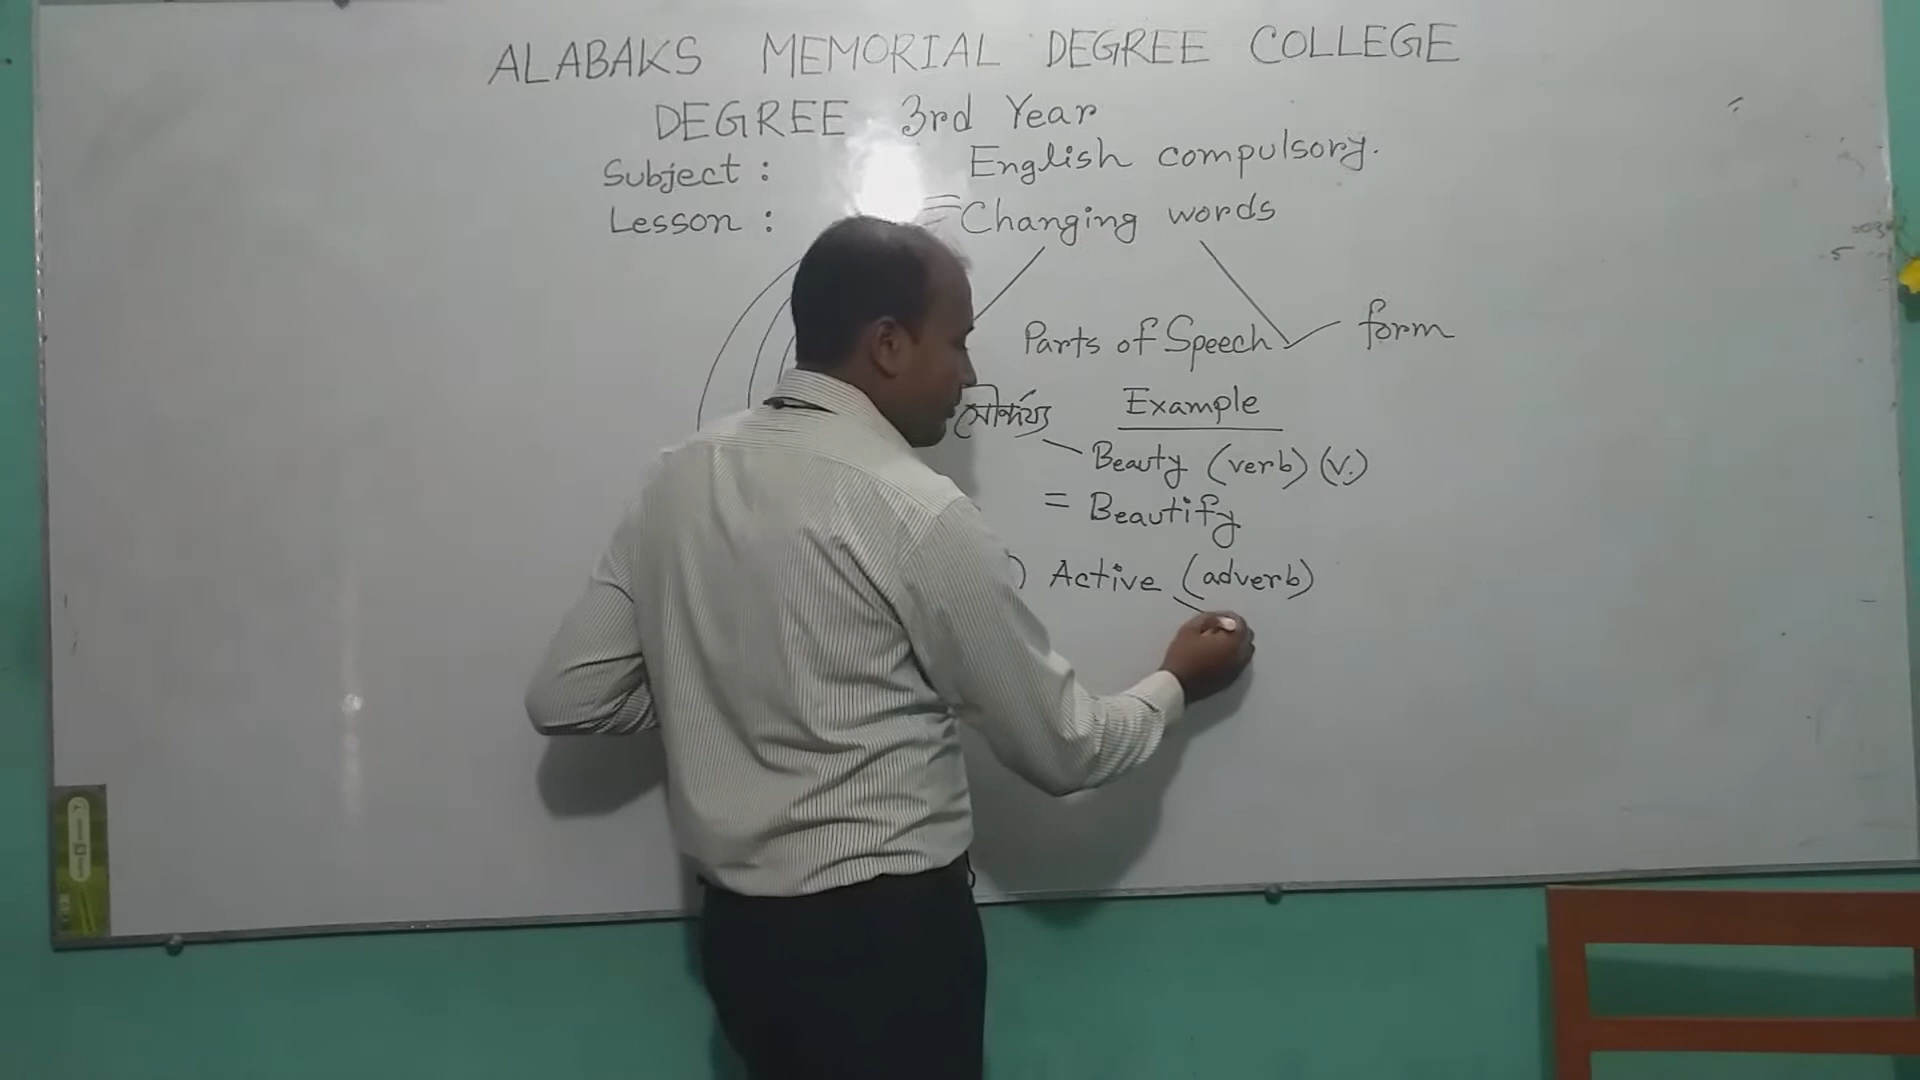 ALABAKS MEMORIAL DEGREE COLLEGE
DEGREE 3rd Year
Subject : English compulsory.
Lesson : = Changing words
Parts of Speech form
সৌন্দর্য Example
Beauty (verb) (v.)
= Beautify
) Active (adverb)